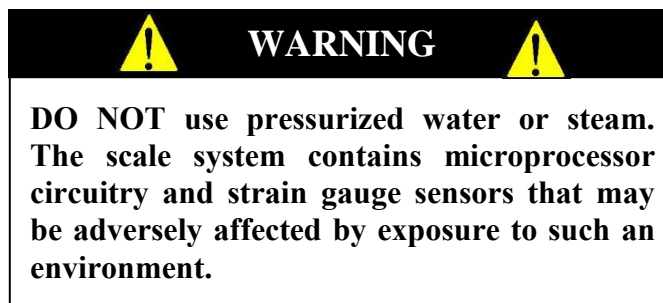 WARNING
DO NOT use pressurized water or steam.
The scale system contains microprocessor
circuitry and strain gauge sensors that may
be adversely affected by exposure to such an
environment.